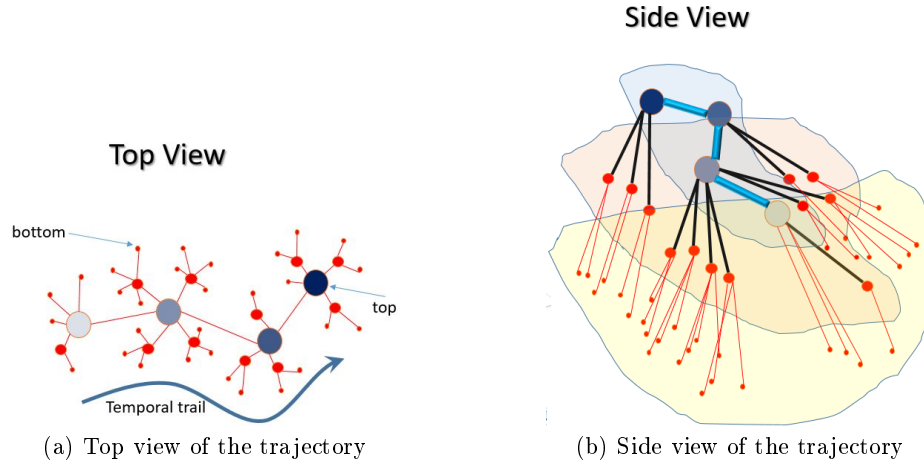 Side View
Top View
bottom
top
Temporal trail
(a) Top view of the trajectory
(b) Side view of the trajectory